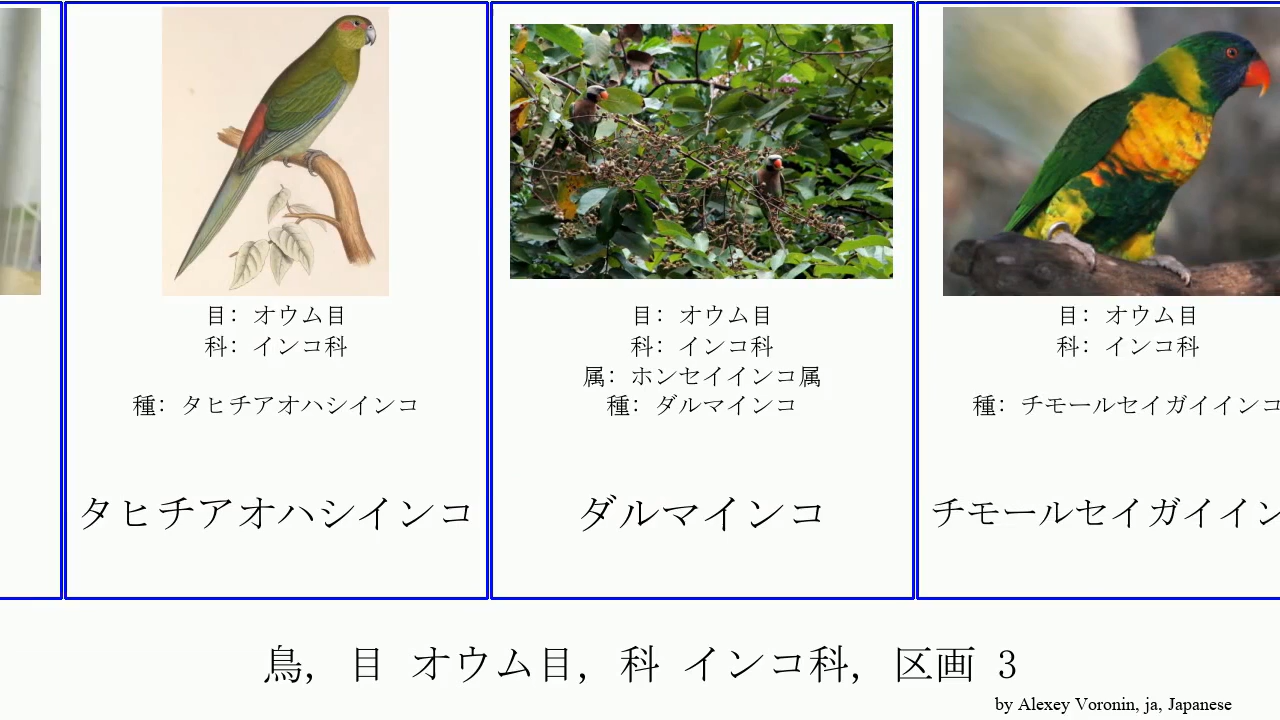 目: オウム目
科: インコ科
種: タヒチアオハシインコ
タヒチアオハシインコ
目: オウム目
科: インコ科
属: ホンセイインコ属
種: ダルマインコ
ダルマインコ
目: オウム目
科: インコ科
種: チモールセイガイインコ
チモールセイガイイン
鳥, 目 オウム目, 科 インコ科, 区画 3
by Alexey Voronin, ja, Japanese